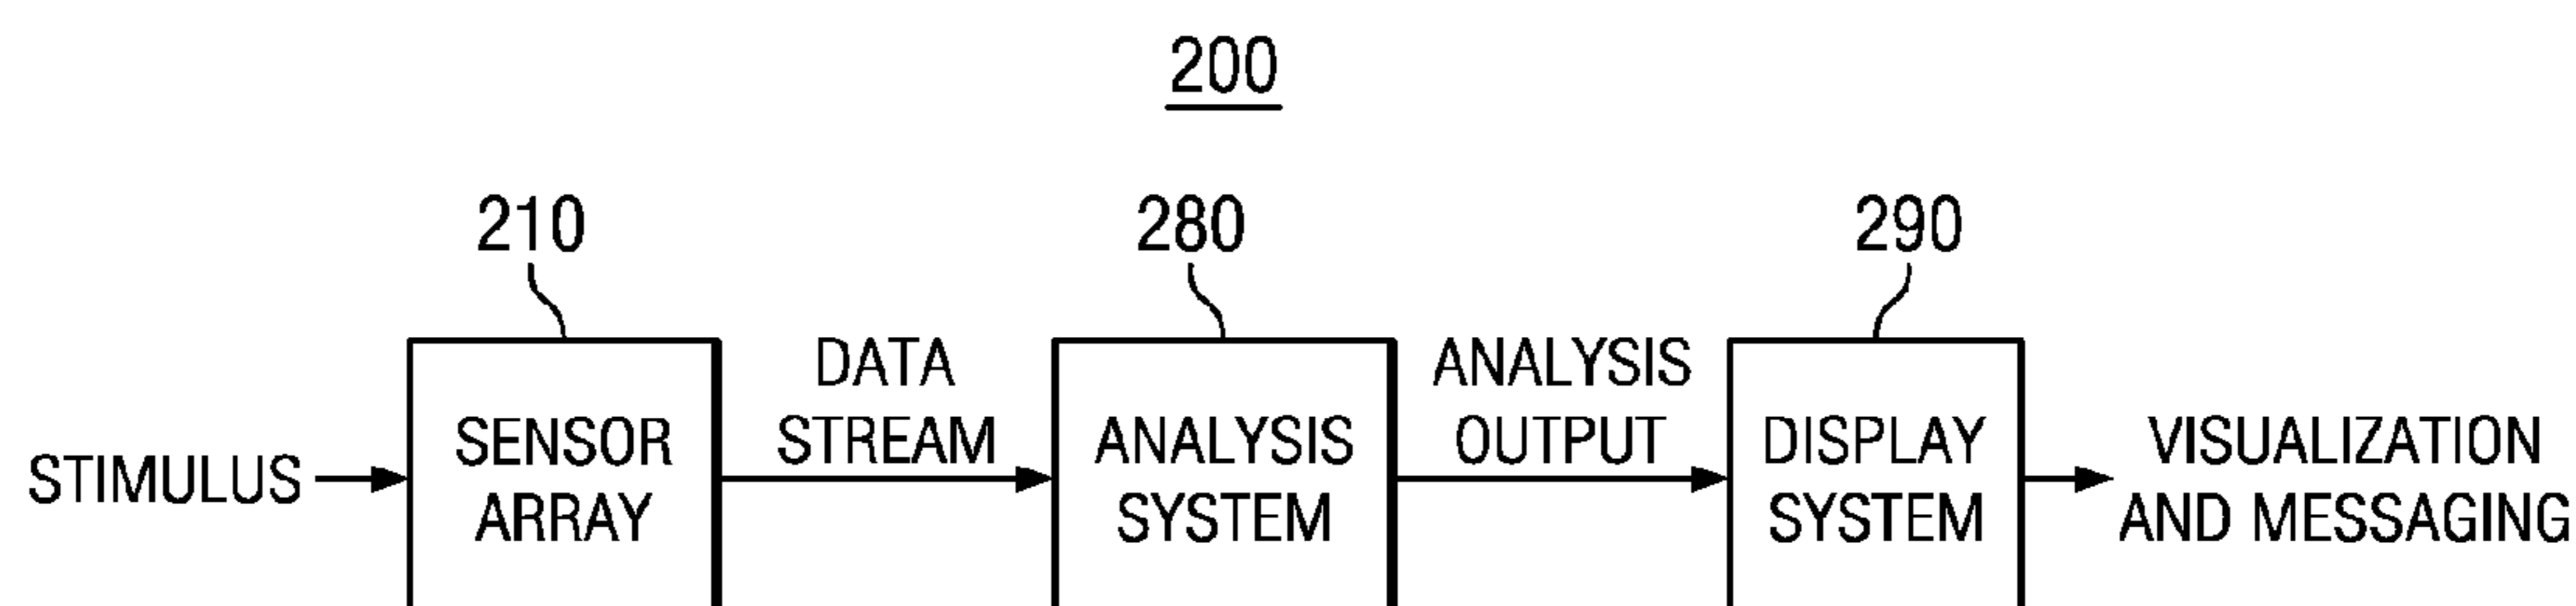 200
210
280
290
STIMULUS
SENSOR
ARRAY
DATA
STREAM
ANALYSIS
SYSTEM
ANALYSIS
OUTPUT
DISPLAY
SYSTEM
VISUALIZATION
AND MESSAGING